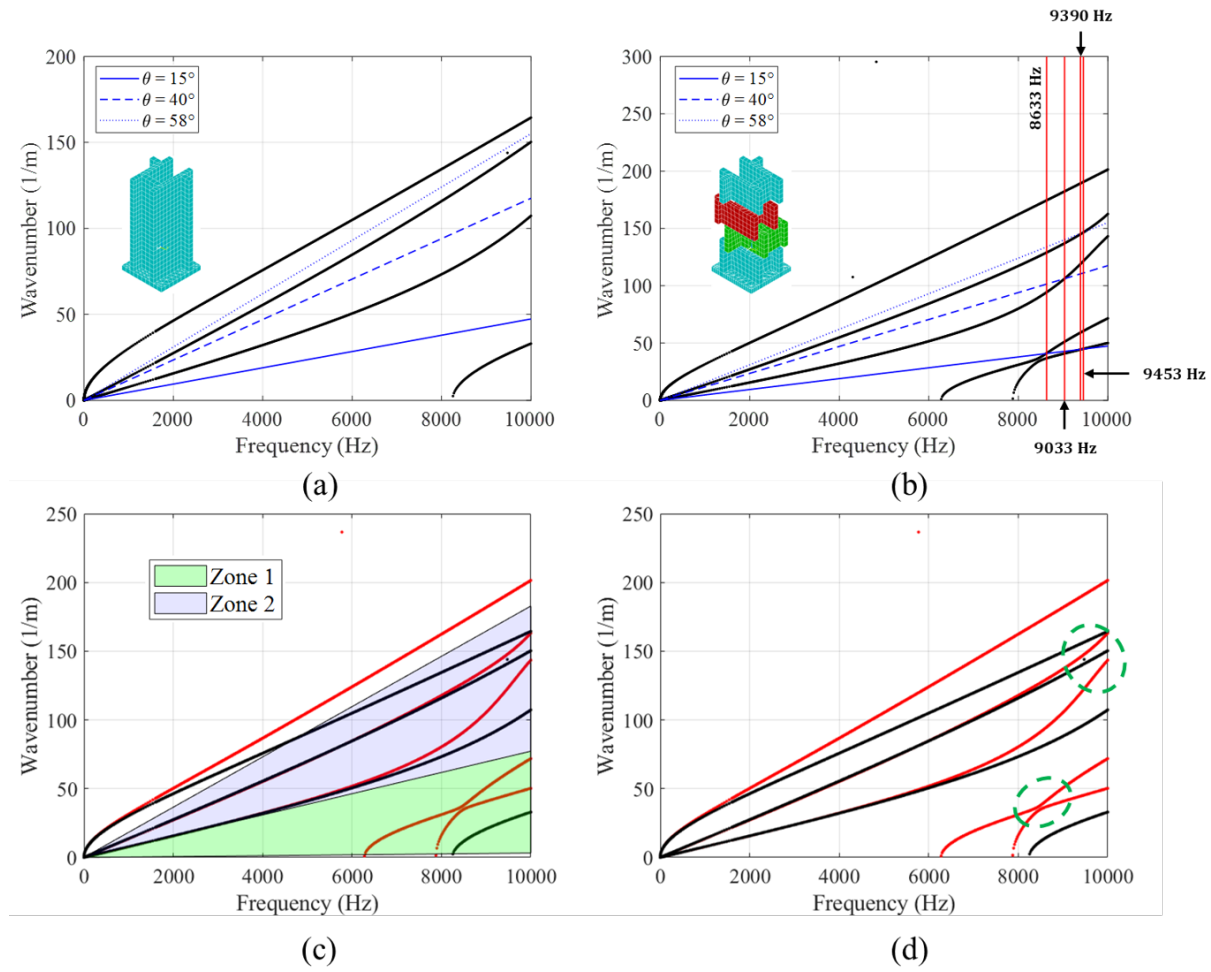 9390 Hz
200
150
100
50
0
Wavenumber (1/m)
θ = 15°
θ = 40°
θ = 58°
0 2000 4000 6000 8000 10000
Frequency (Hz)
(a)
300
250
200
150
100
50
0
Wavenumber (1/m)
θ = 15°
θ = 40°
θ = 58°
8633 Hz
9453 Hz
0 2000 4000 6000 8000 10000
Frequency (Hz)
9033 Hz
(b)
250
200
150
100
50
0
Wavenumber (1/m)
Zone 1
Zone 2
0 2000 4000 6000 8000 10000
Frequency (Hz)
(c)
250
200
150
100
50
0
Wavenumber (1/m)
0 2000 4000 6000 8000 10000
Frequency (Hz)
(d)